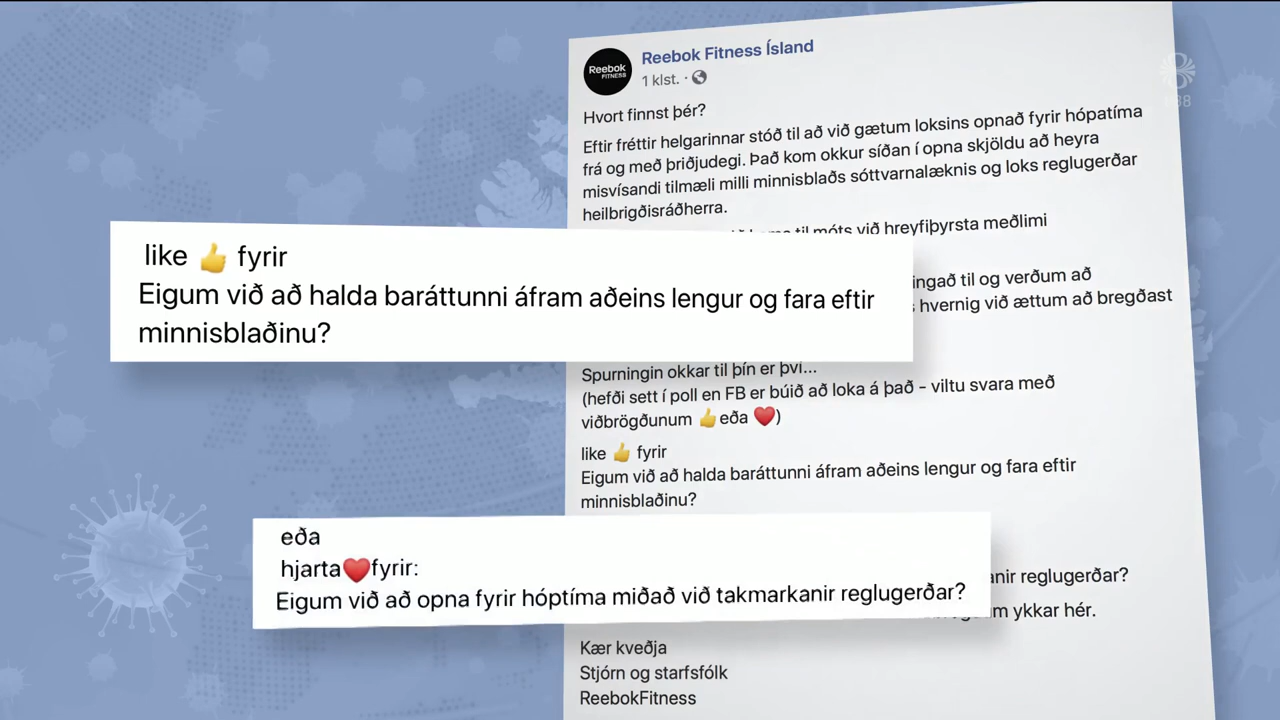 Reebok
FITNESS
Reebok Fitness Ísland
1 klst. ·
Hvort finnst þér?
Eftir fréttir helgarinnar stóð til að við gætum loksins opnað fyrir hópatíma
frá og með þriðjudegi. Það kom okkur síðan í opna skjöldu að heyra
misvísandi tilmæli milli minnisblaðs sóttvarnalæknis og loks reglugerðar
heilbrigðisráðherra.
til móts við hreyfiþyrsta meðlimi
like 👍 fyrir
Eigum við að halda baráttunni áfram aðeins lengur og fara eftir
minnisblaðinu?
til og verðum að
hvernig við ættum að bregðast
Spurningin okkar til þín er því...
(hefði sett í poll en FB er búið að loka á það - viltu svara með
viðbrögðunum 👍 eða ❤️)
like 👍 fyrir
Eigum við að halda baráttunni áfram aðeins lengur og fara eftir
minnisblaðinu?
eða
hjarta❤️fyrir:
Eigum við að opna fyrir hóptíma miðað við takmarkanir reglugerðar?
reglugerðar?
ykkar hér.
Kær kveðja
Stjórn og starfsfólk
ReebokFitness